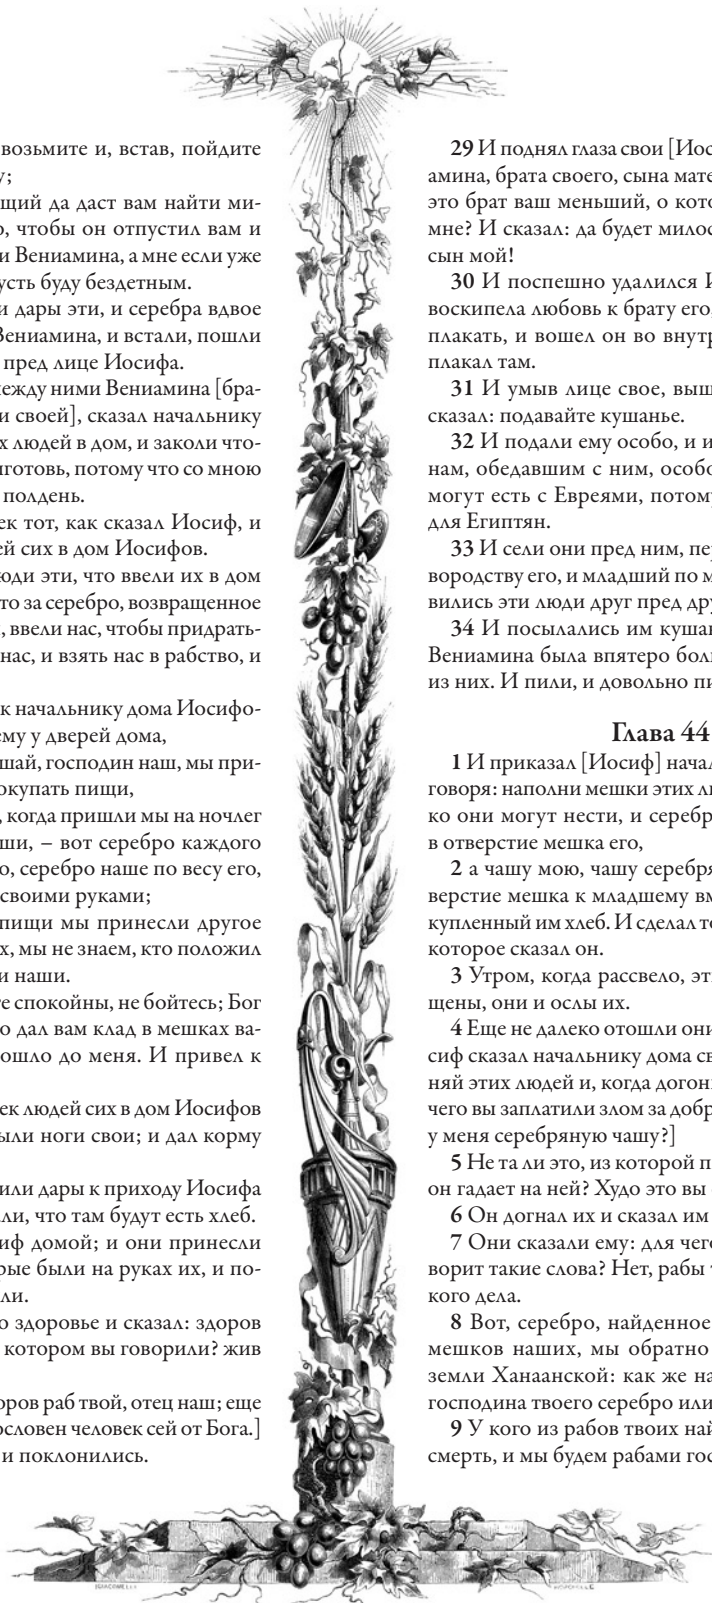 возьмите и, встав, пойдите
у;
щий да даст вам найти ми-
о, чтобы он отпустил вам и
и Вениамина, а мне если уже
усть буду бездетным.
и дары эти, и серебра вдвое
Вениамина, и встали, пошли
пред лице Иосифа.
между ними Вениамина [бра-
и своей], сказал начальнику
х людей в дом, и заколи что-
иготовь, потому что со мною
полдень.
ек тот, как сказал Иосиф, и
ей сих в дом Иосифов.
юди эти, что ввели их в дом
то за серебро, возвращенное
, ввели нас, чтобы придрать-
нас, и взять нас в рабство, и
к начальнику дома Иосифо-
ему у дверей дома,
шай, господин наш, мы при-
окупать пищи,
, когда пришли мы на ночлег
ши, – вот серебро каждого
о, серебро наше по весу его,
своими руками;
пищи мы принесли другое
х, мы не знаем, кто положил
и наши.
е спокойны, не бойтесь; Бог
о дал вам клад в мешках ва-
ошло до меня. И привел к
ек людей сих в дом Иосифов
ыли ноги свои; и дал корму
или дары к приходу Иосифа
ли, что там будут есть хлеб.
иф домой; и они принесли
рые были на руках их, и по-
ли.
о здоровье и сказал: здоров
котором вы говорили? жив
оров раб твой, отец наш; еще
ословен человек сей от Бога.]
и поклонились.
29 И поднял глаза свои [Иос
амина, брата своего, сына мате
это брат ваш меньший, о кото
мне? И сказал: да будет милос
сын мой!
30 И поспешно удалился И
воскипела любовь к брату его,
плакать, и вошел он во внутр
плакал там.
31 И умыв лице свое, выш
сказал: подавайте кушанье.
32 И подали ему особо, и и
нам, обедавшим с ним, особо
могут есть с Евреями, потому
для Египтян.
33 И сели они пред ним, пе
вородству его, и младший по м
вились эти люди друг пред дру
34 И посылались им кушан
Вениамина была впятеро бол
из них. И пили, и довольно пи
Глава 44
1 И приказал [Иосиф] начал
говоря: наполни мешки этих л
ко они могут нести, и серебр
в отверстие мешка его,
2 а чашу мою, чашу серебря
верстие мешка к младшему вм
купленный им хлеб. И сделал то
которое сказал он.
3 Утром, когда рассвело, эт
щены, они и ослы их.
4 Еще не далеко отошли они
сиф сказал начальнику дома св
няй этих людей и, когда догон
чего вы заплатили злом за добр
у меня серебряную чашу?]
5 Не та ли это, из которой п
он гадает на ней? Худо это вы
6 Он догнал их и сказал им
7 Они сказали ему: для чего
ворит такие слова? Нет, рабы т
кого дела.
8 Вот, серебро, найденное
мешков наших, мы обратно
земли Ханаанской: как же на
господина твоего серебро или
9 У кого из рабов твоих най
смерть, и мы будем рабами гос